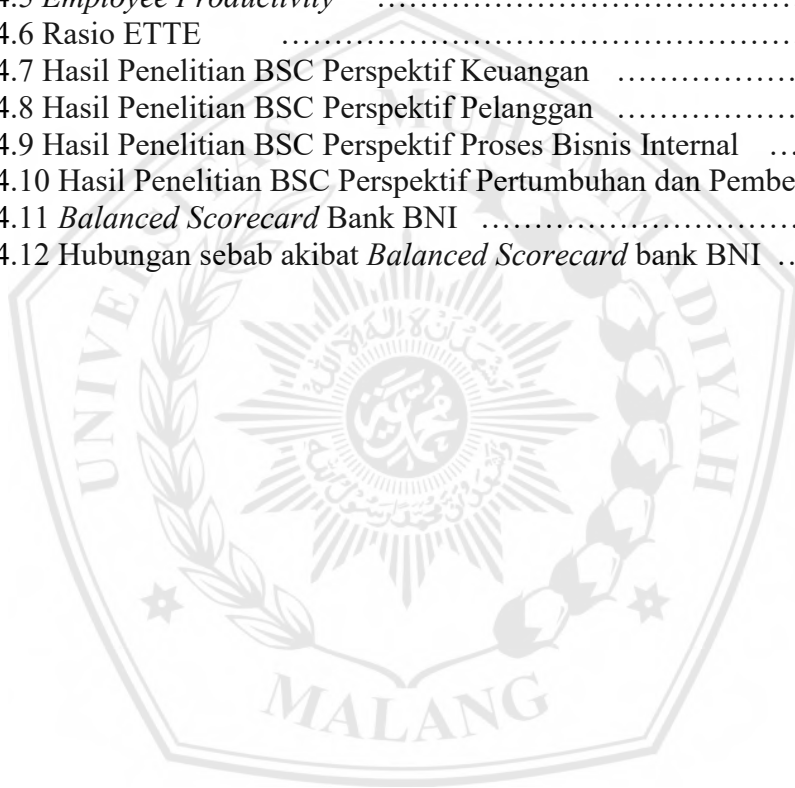 4.5 Employee Productivity ……………………………………
4.6 Rasio ETTE ………………………………………………
4.7 Hasil Penelitian BSC Perspektif Keuangan ………………
4.8 Hasil Penelitian BSC Perspektif Pelanggan ………………
4.9 Hasil Penelitian BSC Perspektif Proses Bisnis Internal …
4.10 Hasil Penelitian BSC Perspektif Pertumbuhan dan Pembe
4.11 Balanced Scorecard Bank BNI ……………………………
4.12 Hubungan sebab akibat Balanced Scorecard bank BNI …
UNIVERSITAS MUHAMMADIYAH
MALANG